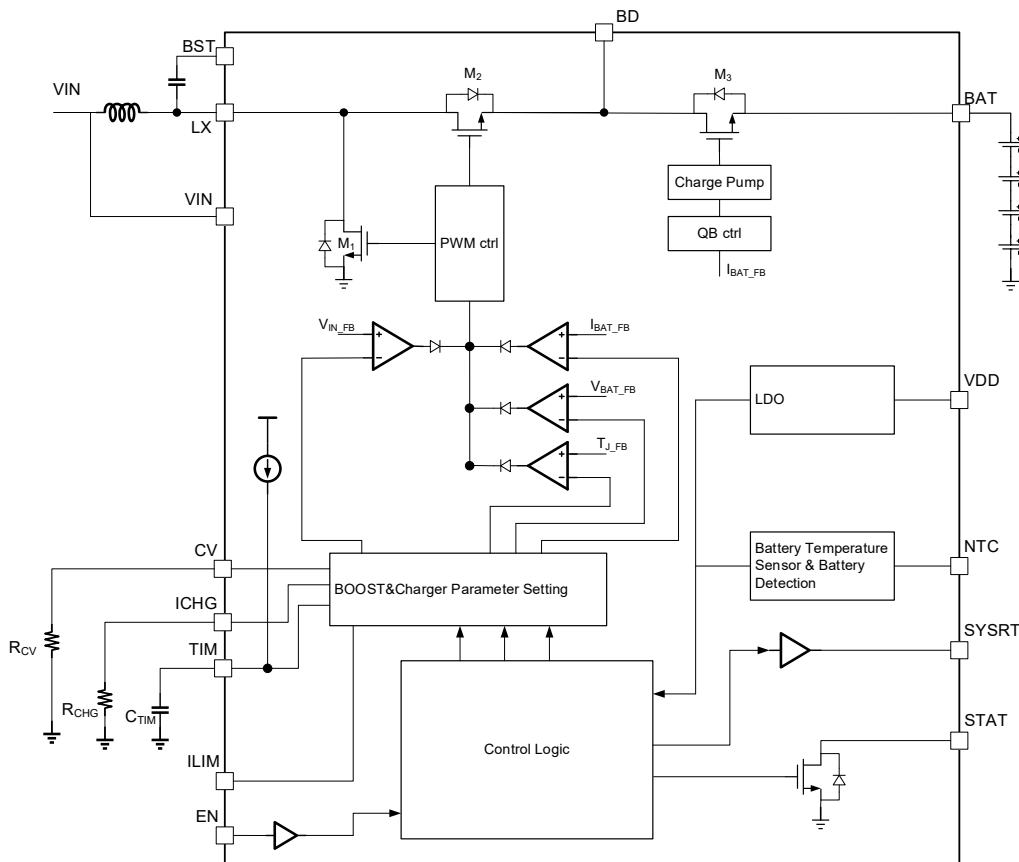 BD
BST
VIN
M2
M3
BAT
LX
VIN
Charge Pump
M1
PWM ctrl
QB ctrl
IBAT_FB
VIN_FB
IBAT_FB
VBAT_FB
VDD
LDO
TJ_FB
CV
NTC
Battery Temperature
Sensor & Battery
Detection
BOOST&Charger Parameter Setting
ICHG
SYSRT
RCV
TIM
RCHG
CTIM
STAT
Control Logic
ILIM
EN